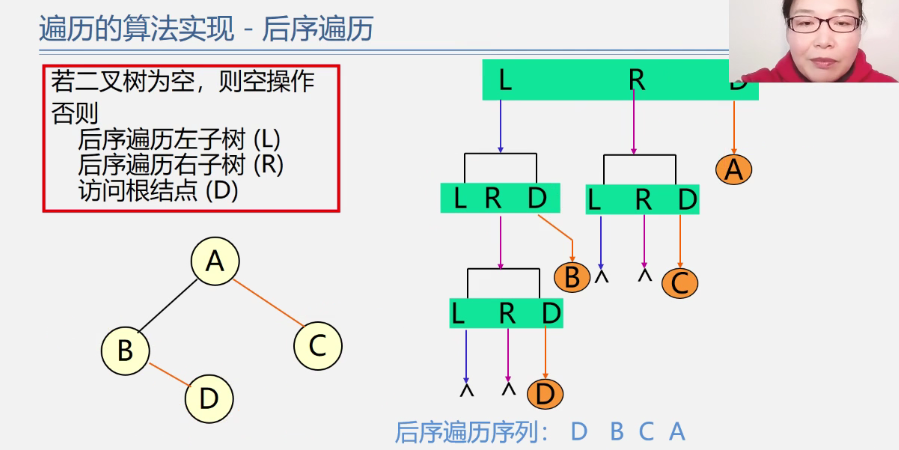 遍历的算法实现 - 后序遍历
若二叉树为空，则空操作
否则
后序遍历左子树 (L)
后序遍历右子树 (R)
访问根结点 (D)
L R D
A
L R D
L R D
B
^ ^
C
L R D
^ ^
D
A
B
C
D
后序遍历序列： D B C A